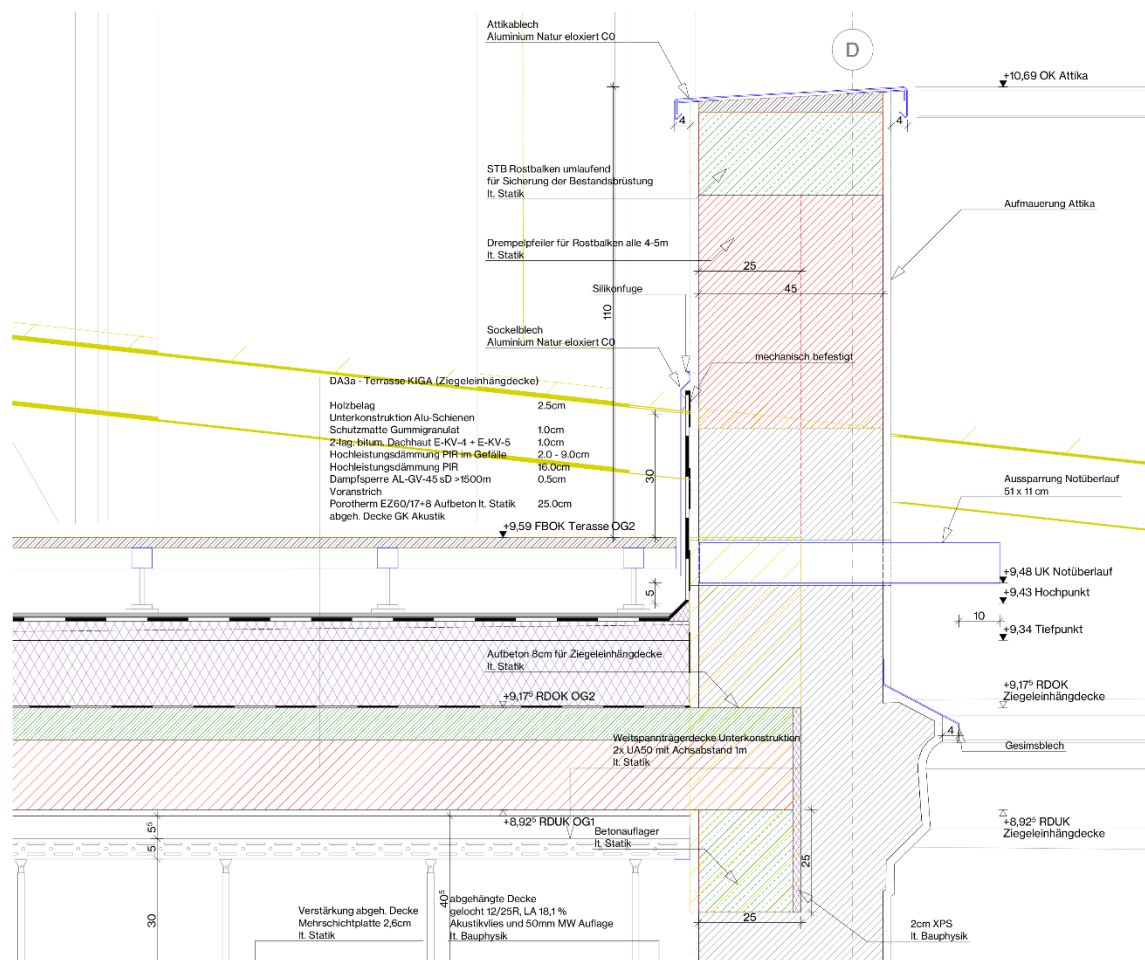 Attikablech
Aluminium Natur eloxiert C0
D
+10,69 OK Attika
4
4
STB Rostbalken umlaufend
für Sicherung der Bestandsbrüstung
lt. Statik
Aufmauerung Attika
Drempelpfeiler für Rostbalken alle 4-5m
lt. Statik
25
45
Silikonfuge
110
Sockelblech
Aluminium Natur eloxiert C0
mechanisch befestigt
DA3a - Terrasse KIGA (Ziegeleinhängdecke)
Holzbelag 2.5cm
Unterkonstruktion Alu-Schienen
Schutzmatte Gummigranulat 1.0cm
2-lag. bitum. Dachhaut E-KV-4 + E-KV-5 1.0cm
Hochleistungsdämmung PIR im Gefälle 2.0 - 9.0cm
Hochleistungsdämmung PIR 16.0cm
Dampfsperre AL-GV-45 sD >1500m 0.5cm
Voranstrich
Porotherm EZ60/17+8 Aufbeton lt. Statik 25.0cm
abgeh. Decke GK Akustik
30
Aussparrung Notüberlauf
51 x 11 cm
+9,59 FBOK Terasse OG2
+9,48 UK Notüberlauf
5
+9,43 Hochpunkt
10
+9,34 Tiefpunkt
Aufbeton 8cm für Ziegeleinhängdecke
lt. Statik
+9,17⁵ RDOK OG2
+9,17⁵ RDOK
Ziegeleinhängdecke
4
Gesimsblech
Weitspannträgerdecke Unterkonstruktion
2x UA50 mit Achsabstand 1m
lt. Statik
+8,92⁵ RDUK OG1
+8,92⁵ RDUK
Ziegeleinhängdecke
Betonauflager
lt. Statik
5⁵
5
25
30
40⁵
25
Verstärkung abgeh. Decke
Mehrschichtplatte 2,6cm
lt. Statik
abgehängte Decke
gelocht 12/25R, LA 18,1 %
Akustikvlies und 50mm MW Auflage
lt. Bauphysik
2cm XPS
lt. Bauphysik